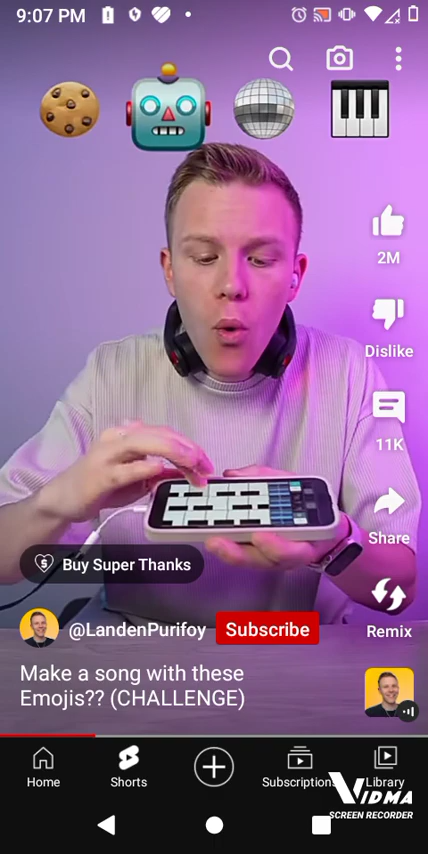 9:07 PM
2M
Dislike
11K
Share
Buy Super Thanks
@LandenPurifoy Subscribe
Remix
Make a song with these
Emojis?? (CHALLENGE)
Home Shorts Subscriptions Library
VIDMA
SCREEN RECORDER